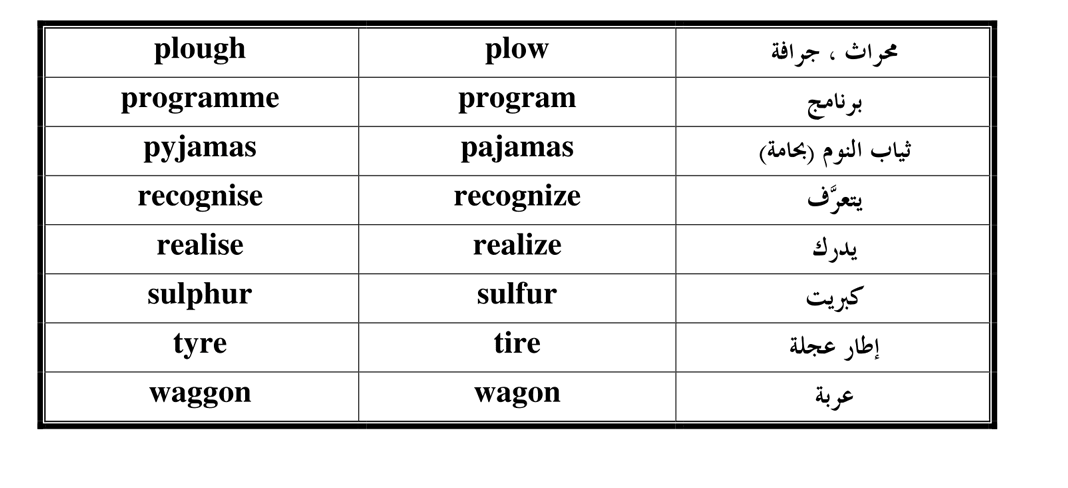 plough plow محراث ، جرافة
programme program برنامج
pyjamas pajamas ثياب النوم (بجامة)
recognise recognize يتعرَّف
realise realize يدرك
sulphur sulfur كبريت
tyre tire إطار عجلة
waggon wagon عربة